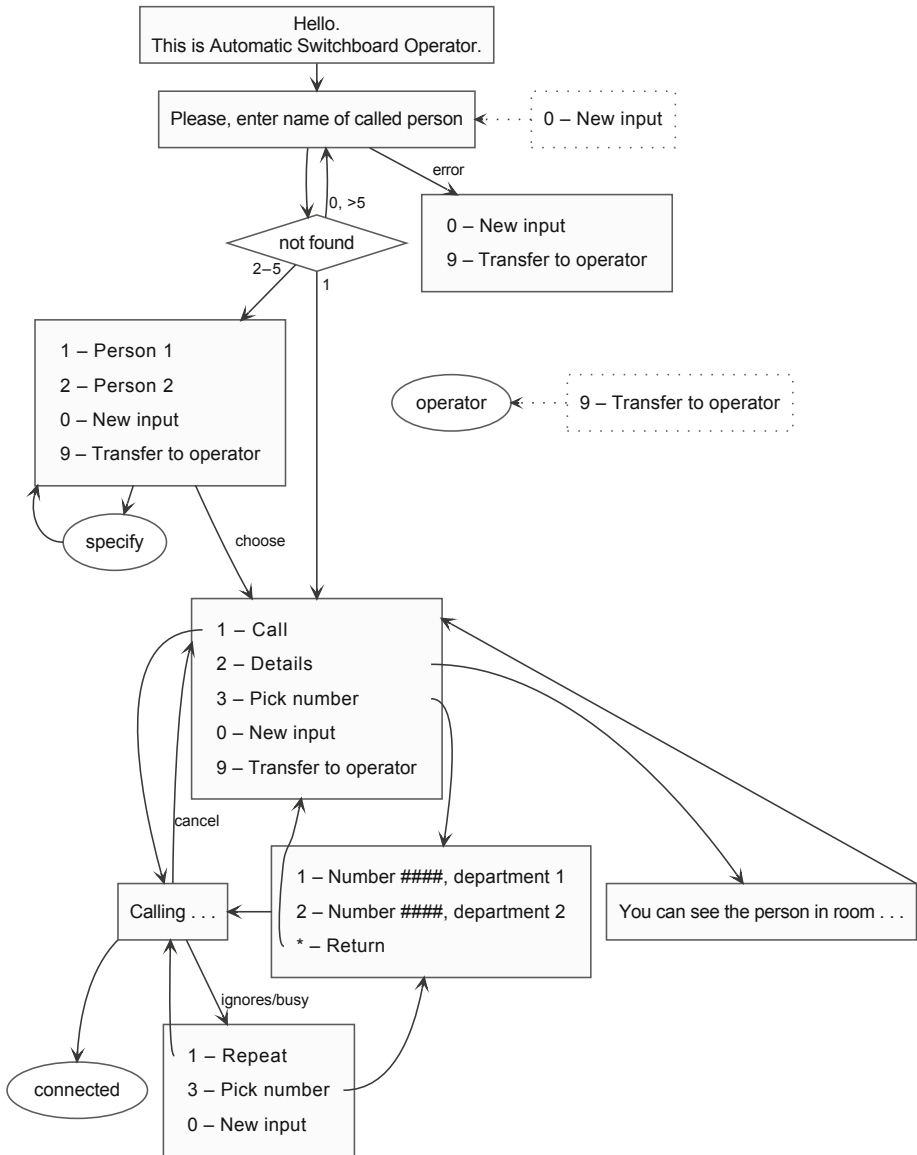 Hello.
This is Automatic Switchboard Operator.
Please, enter name of called person
0 – New input
error
0, >5
0 – New input
9 – Transfer to operator
not found
2–5
1
1 – Person 1
2 – Person 2
0 – New input
9 – Transfer to operator
operator
9 – Transfer to operator
specify
choose
1 – Call
2 – Details
3 – Pick number
0 – New input
9 – Transfer to operator
cancel
1 – Number ####, department 1
2 – Number ####, department 2
* – Return
Calling . . .
You can see the person in room . . .
ignores/busy
1 – Repeat
3 – Pick number
0 – New input
connected